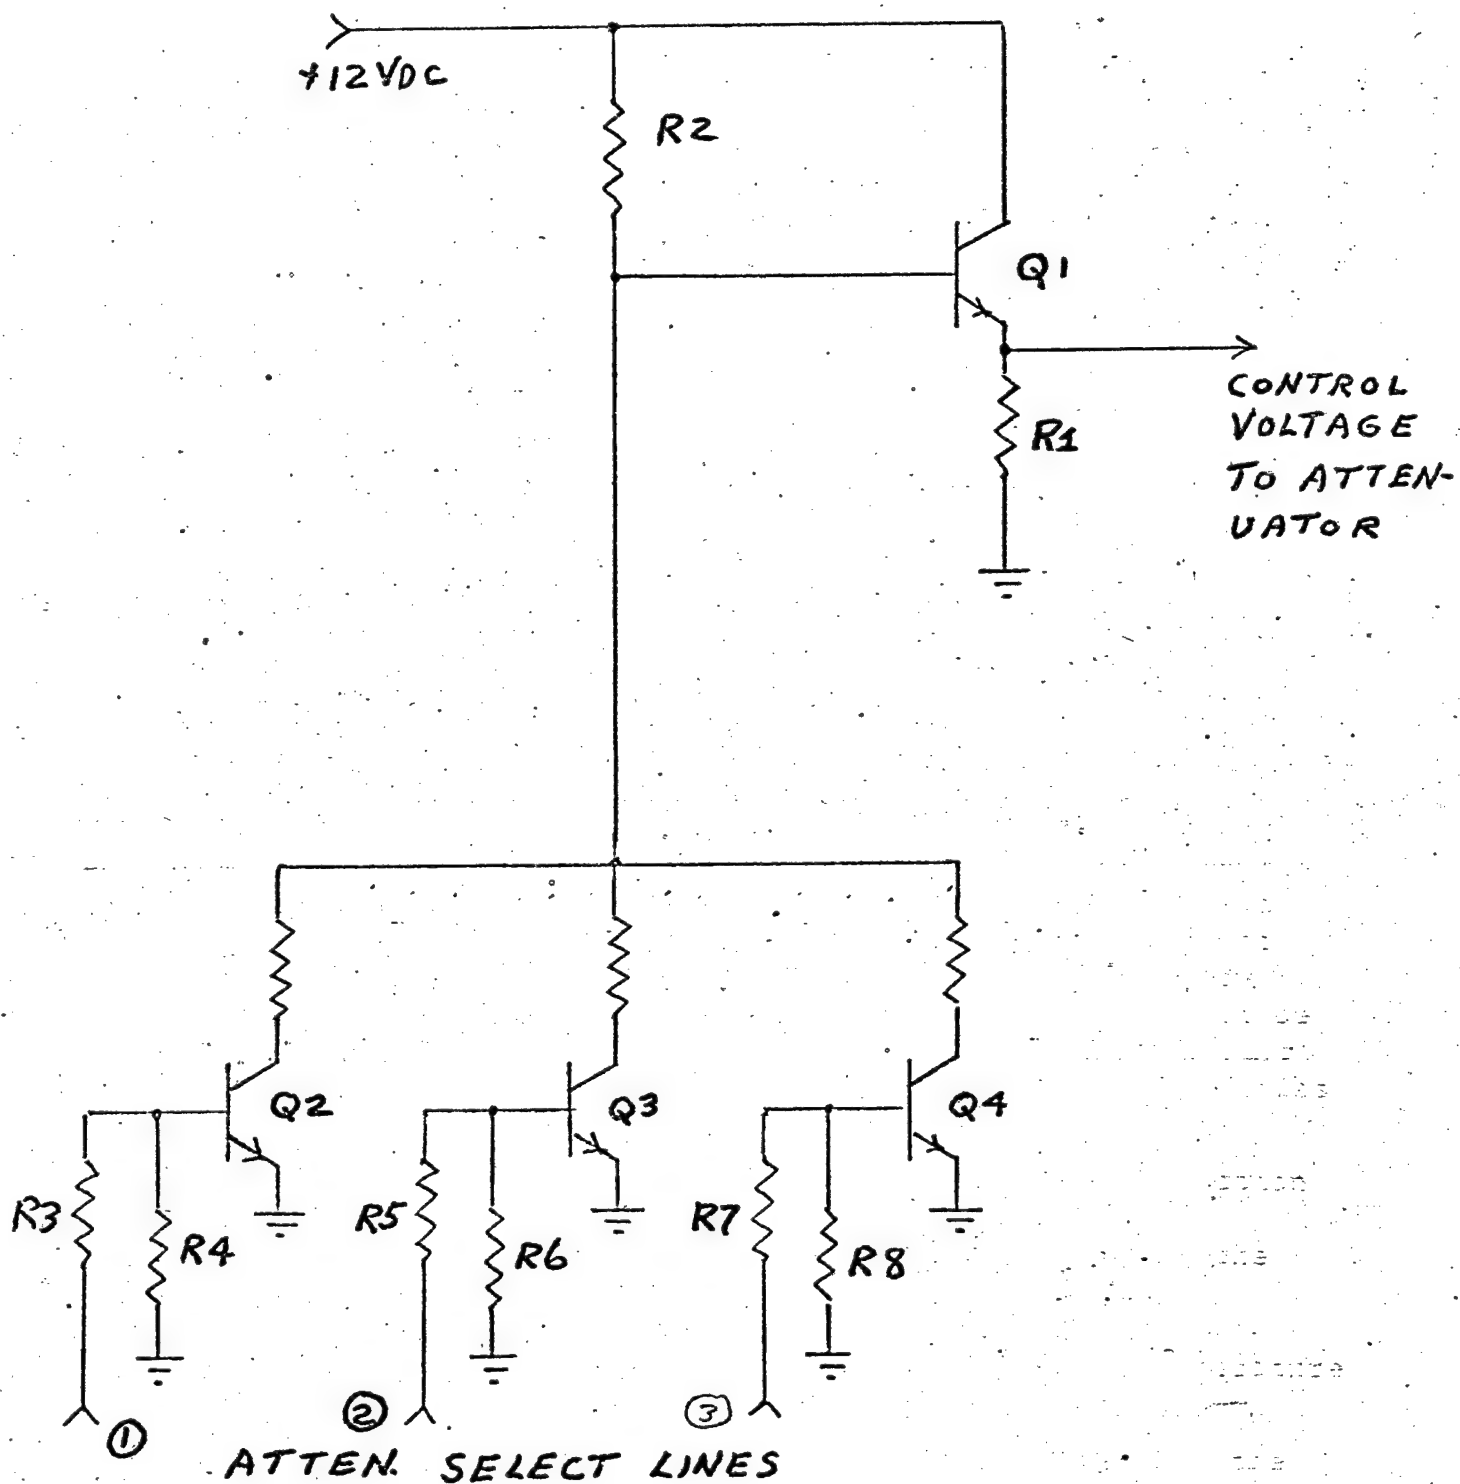 +12VDC
R2
Q1
CONTROL
VOLTAGE
TO ATTEN-
UATOR
R1
Q2
Q3
Q4
R3
R4
R5
R6
R7
R8
①
②
③
ATTEN. SELECT LINES